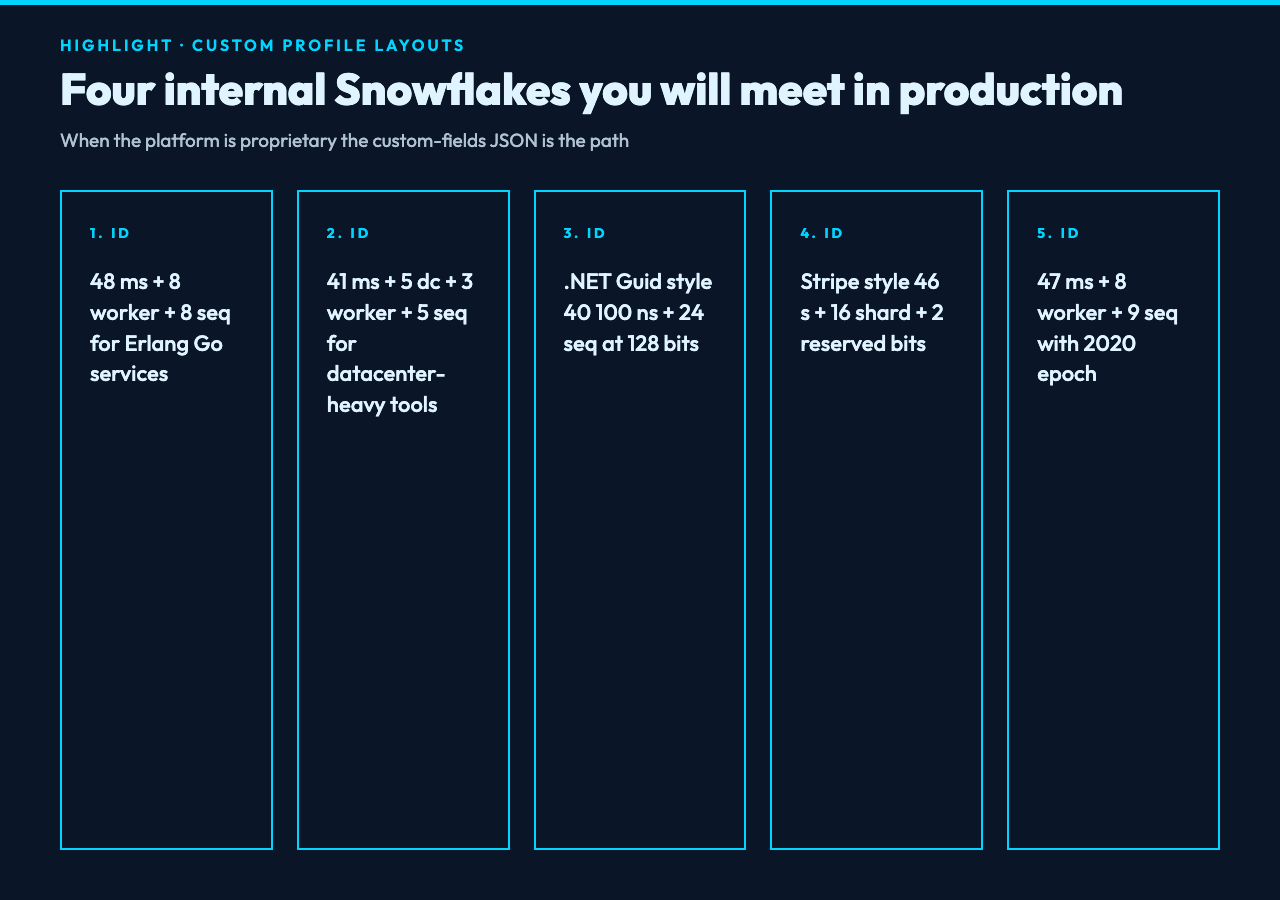 HIGHLIGHT · CUSTOM PROFILE LAYOUTS
Four internal Snowflakes you will meet in production
When the platform is proprietary the custom-fields JSON is the path
1. ID
48 ms + 8
worker + 8 seq
for Erlang Go
services
2. ID
41 ms + 5 dc + 3
worker + 5 seq
for
datacenter-
heavy tools
3. ID
.NET Guid style
40 100 ns + 24
seq at 128 bits
4. ID
Stripe style 46
s + 16 shard + 2
reserved bits
5. ID
47 ms + 8
worker + 9 seq
with 2020
epoch